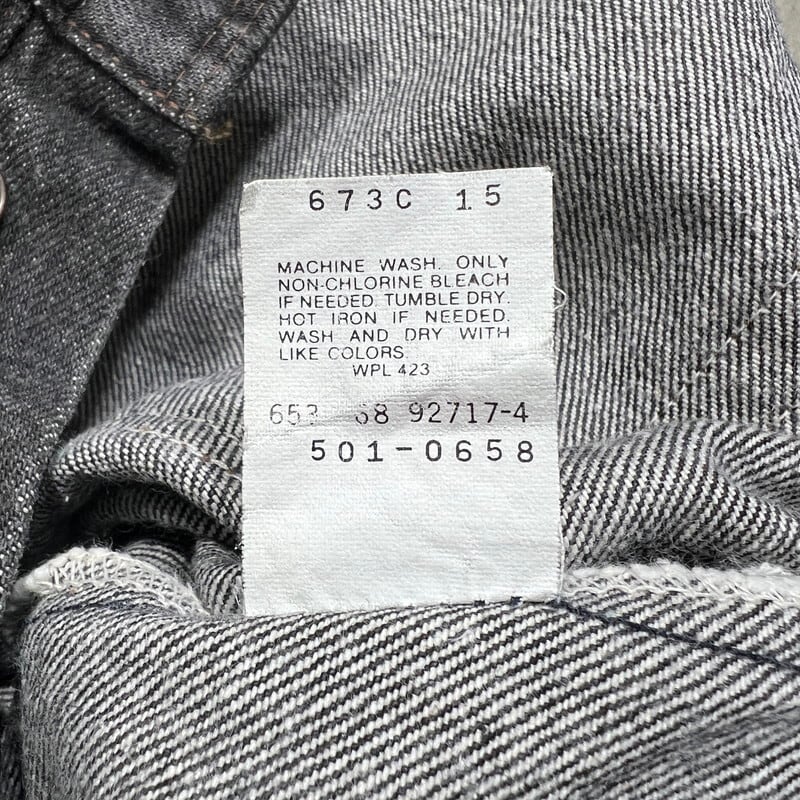 673C 15
MACHINE WASH. ONLY
NON-CHLORINE BLEACH
IF NEEDED. TUMBLE DRY.
HOT IRON IF NEEDED.
WASH AND DRY WITH
LIKE COLORS.
WPL 423
92717-4
501-0658